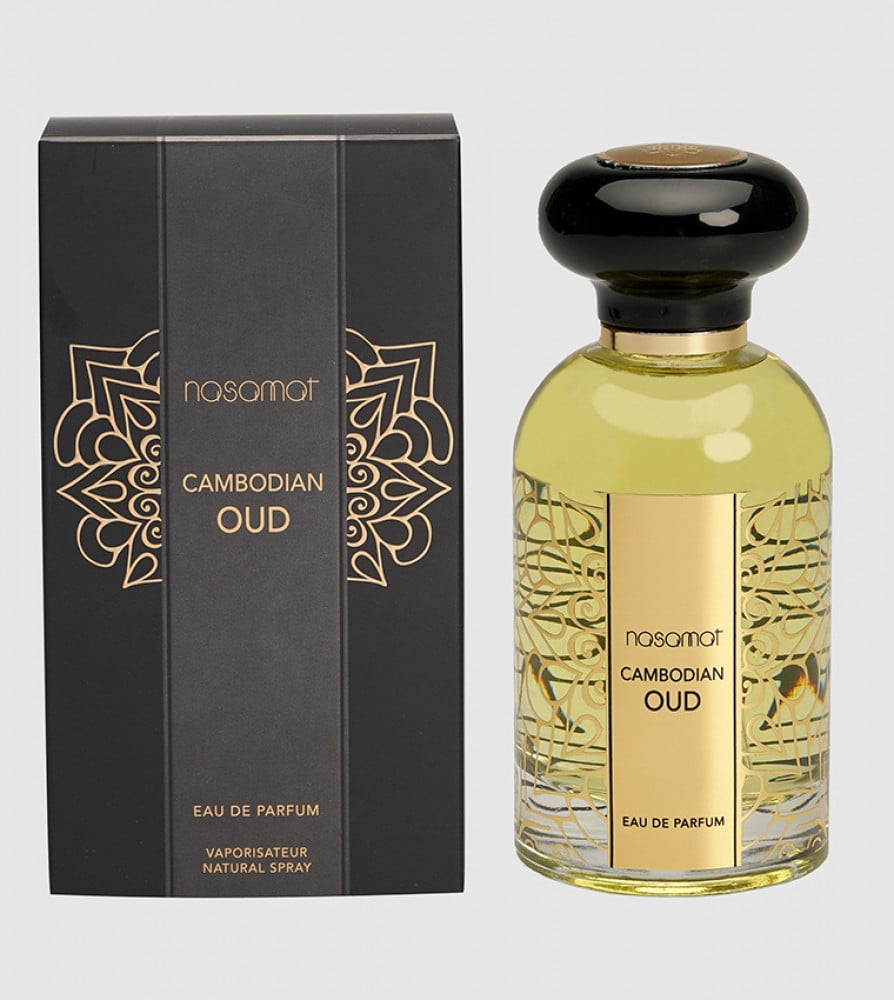 nasamat
CAMBODIAN
OUD
EAU DE PARFUM
VAPORISATEUR
NATURAL SPRAY
nasamat
CAMBODIAN
OUD
EAU DE PARFUM